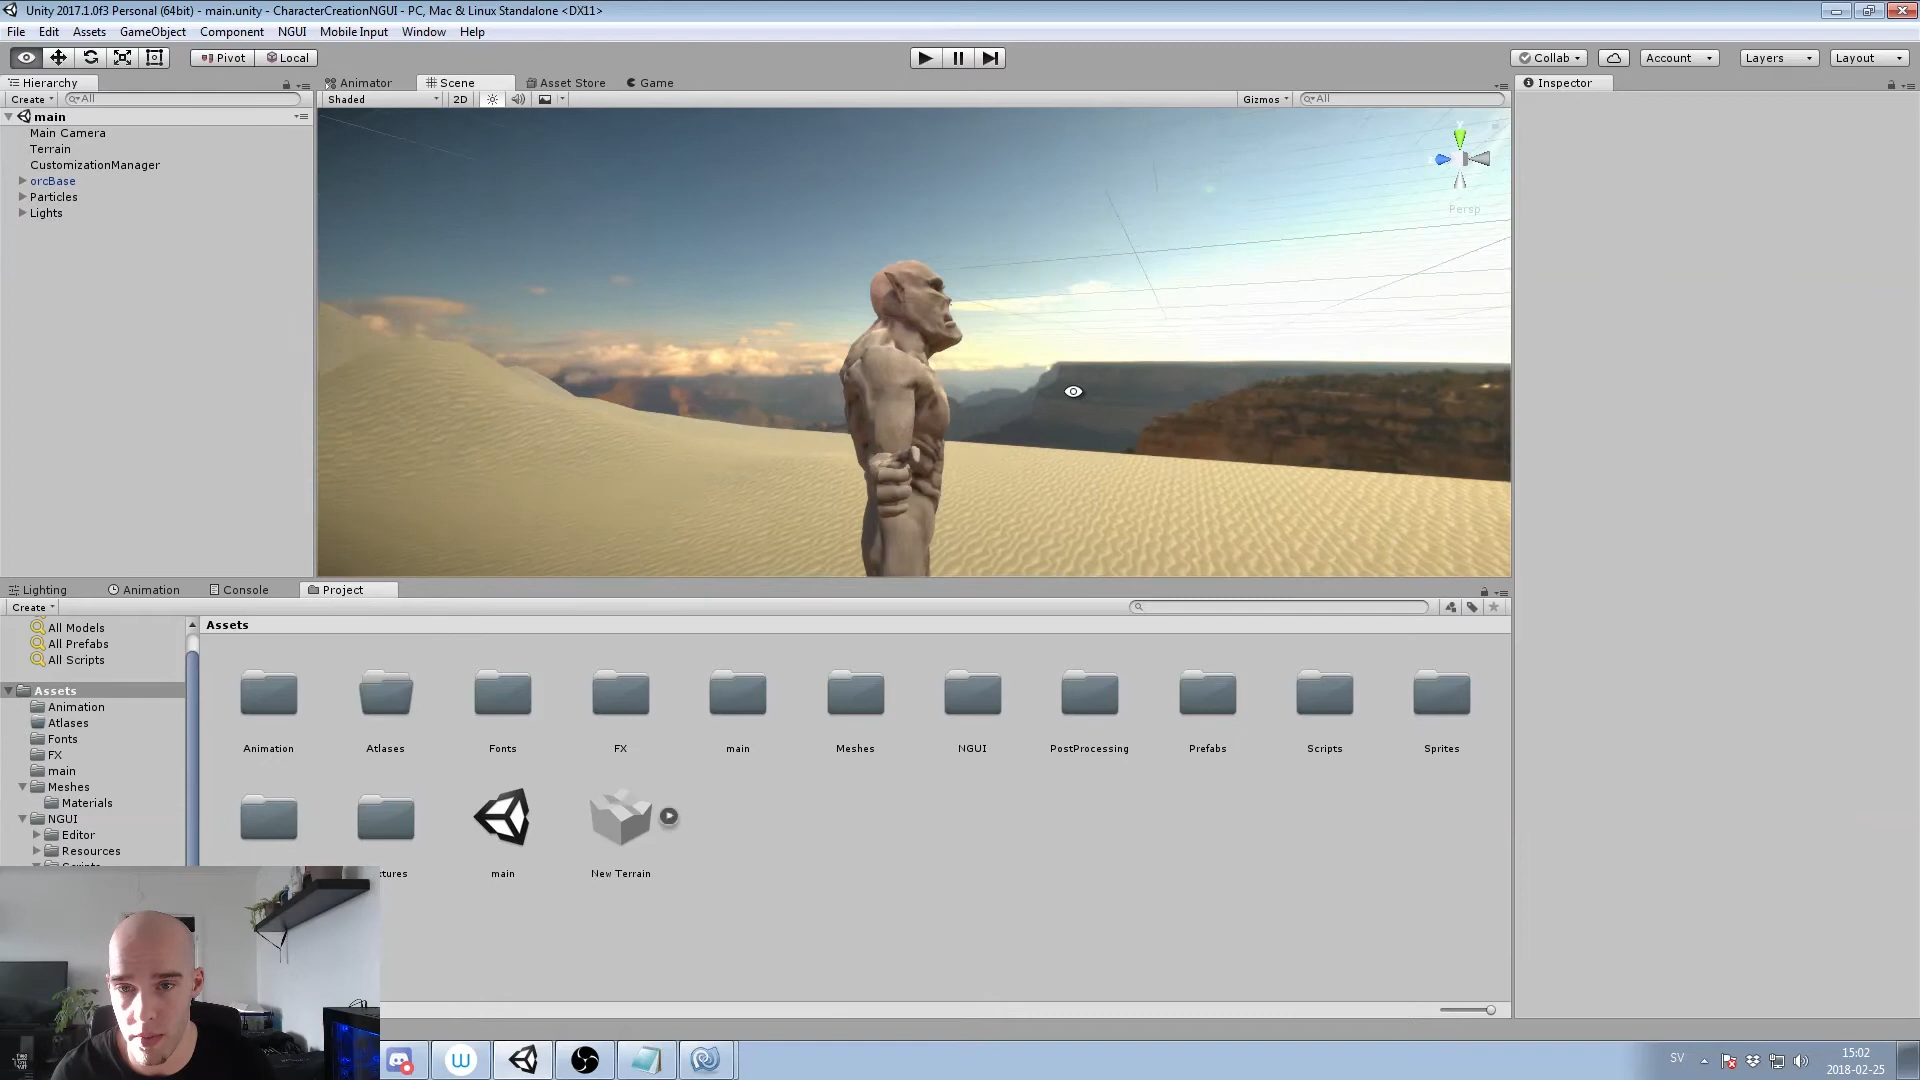 Unity 2017.1.0f3 Personal (64bit) - main.unity - CharacterCreationNGUI - PC, Mac & Linux Standalone <DX11>
File Edit Assets GameObject Component NGUI Mobile Input Window Help
Pivot Local Collab Account Layers Layout
Hierarchy Animator Scene Asset Store Game Inspector
Create All Shaded 2D Gizmos All
main
Main Camera
Terrain
CustomizationManager
orcBase
Particles
Lights
Y
Persp
Lighting Animation Console Project
Create
All Models
All Prefabs
All Scripts
Assets
Animation
Atlases
Fonts
FX
main
Meshes
Materials
NGUI
Editor
Resources
Assets
Animation Atlases Fonts FX main Meshes NGUI PostProcessing Prefabs Scripts Sprites
tures main New Terrain
SV
15:02
2018-02-25